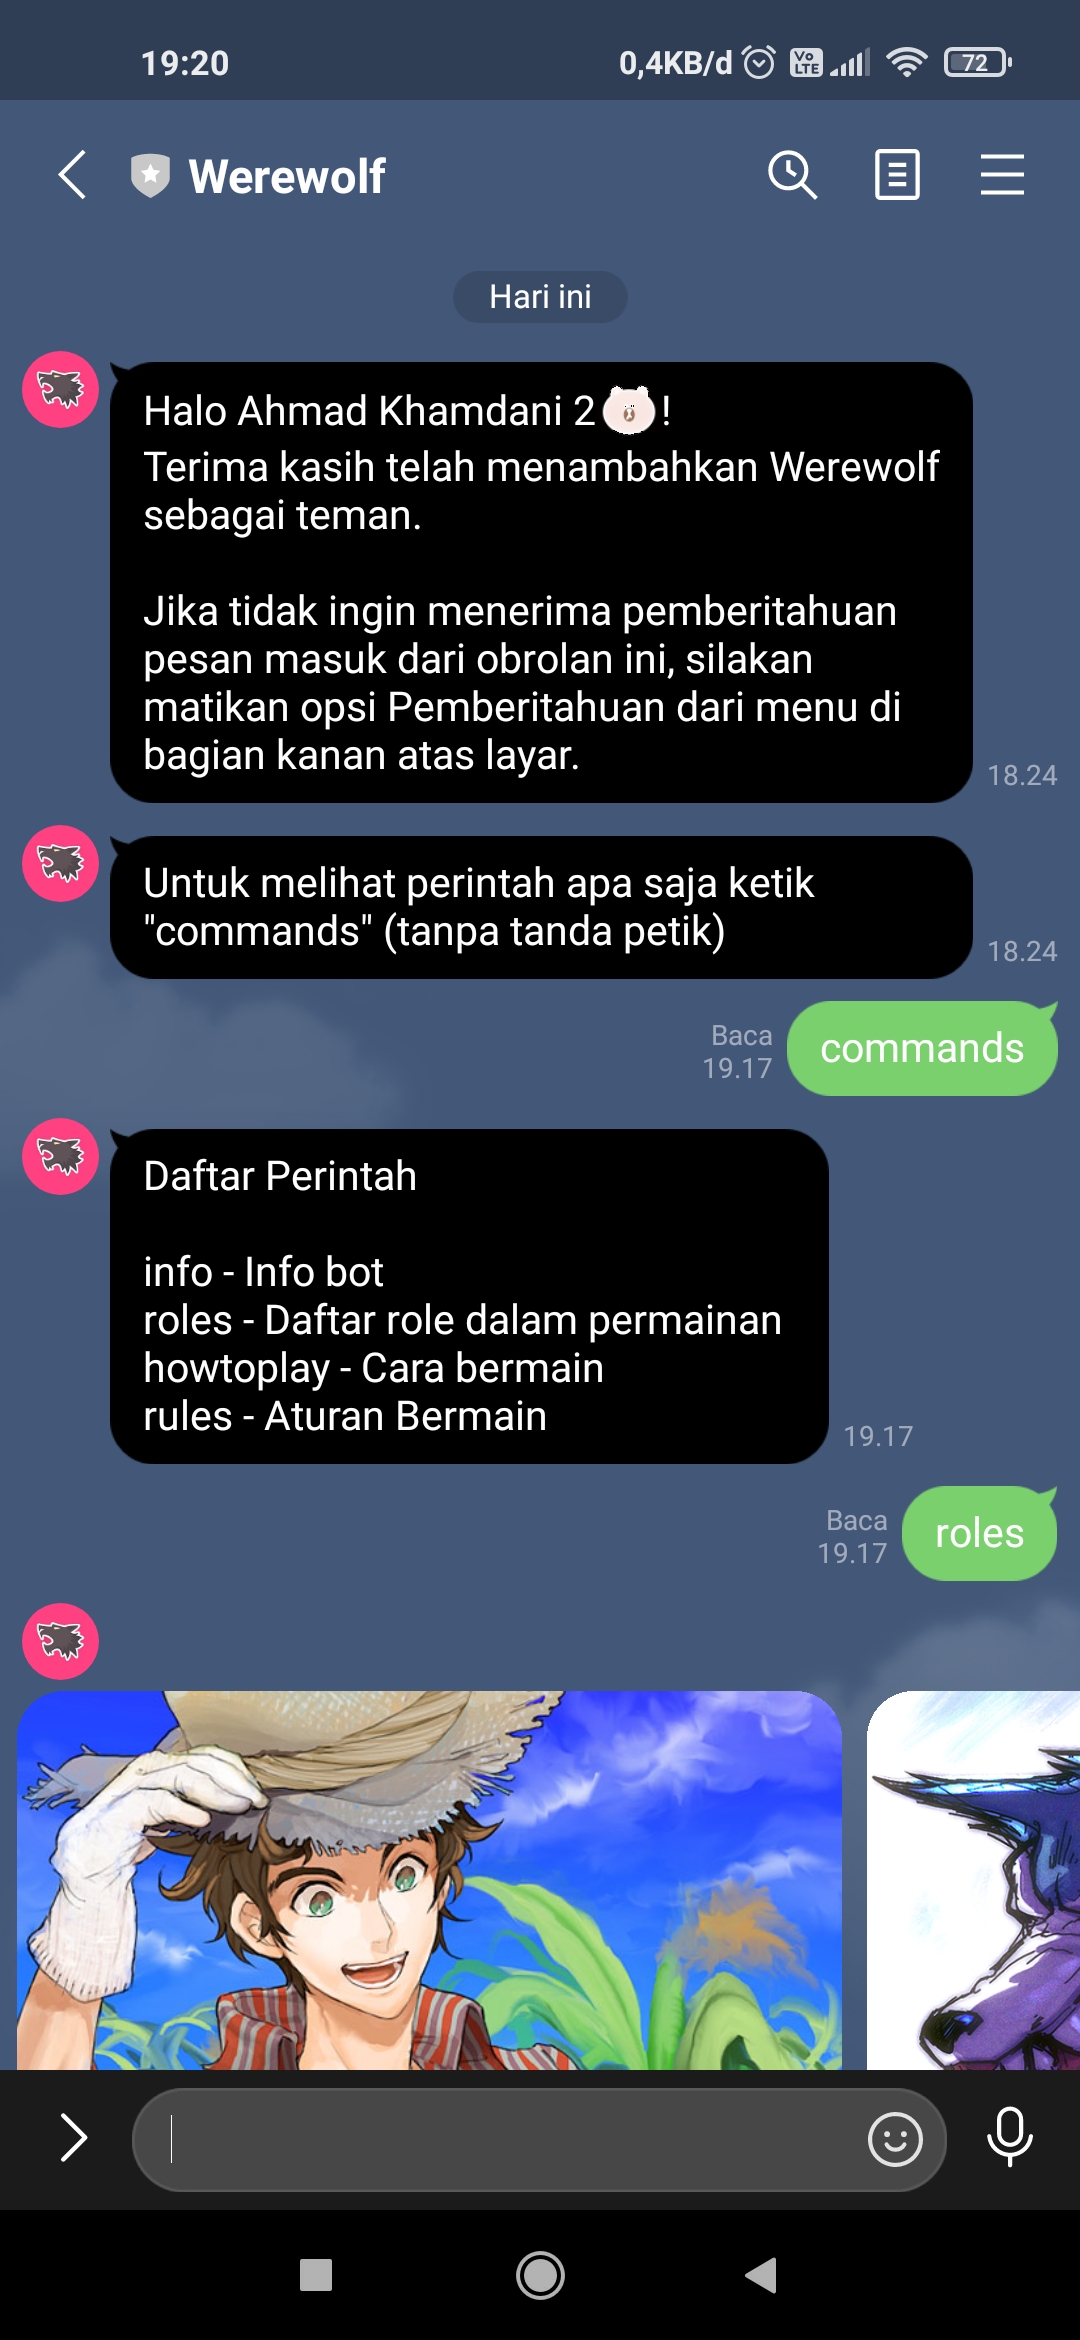 19:20
0,4KB/d
Vo
LTE
72
Werewolf
Hari ini
Halo Ahmad Khamdani 2🐻!
Terima kasih telah menambahkan Werewolf
sebagai teman.
Jika tidak ingin menerima pemberitahuan
pesan masuk dari obrolan ini, silakan
matikan opsi Pemberitahuan dari menu di
bagian kanan atas layar.
18.24
Untuk melihat perintah apa saja ketik
"commands" (tanpa tanda petik)
18.24
Baca
19.17
commands
Daftar Perintah
info - Info bot
roles - Daftar role dalam permainan
howtoplay - Cara bermain
rules - Aturan Bermain
19.17
Baca
19.17
roles